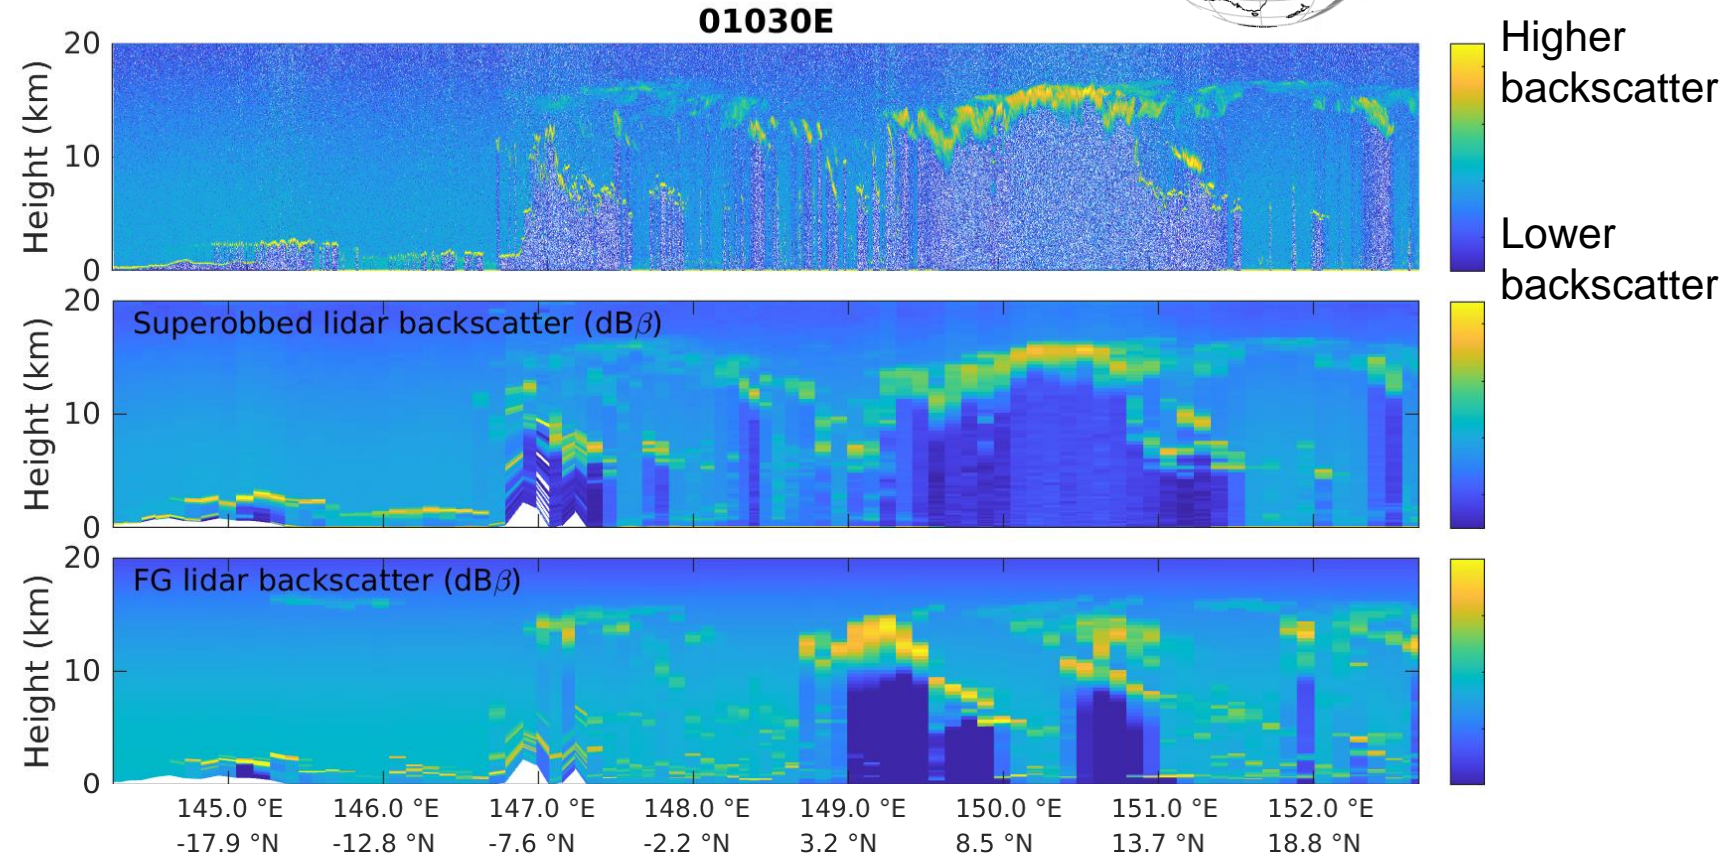 01030E
Higher
backscatter
Lower
backscatter
20
10
0
Height (km)
Superobbed lidar backscatter (dBβ)
20
10
0
Height (km)
FG lidar backscatter (dBβ)
20
10
0
Height (km)
145.0 °E 146.0 °E 147.0 °E 148.0 °E 149.0 °E 150.0 °E 151.0 °E 152.0 °E
-17.9 °N -12.8 °N -7.6 °N -2.2 °N 3.2 °N 8.5 °N 13.7 °N 18.8 °N